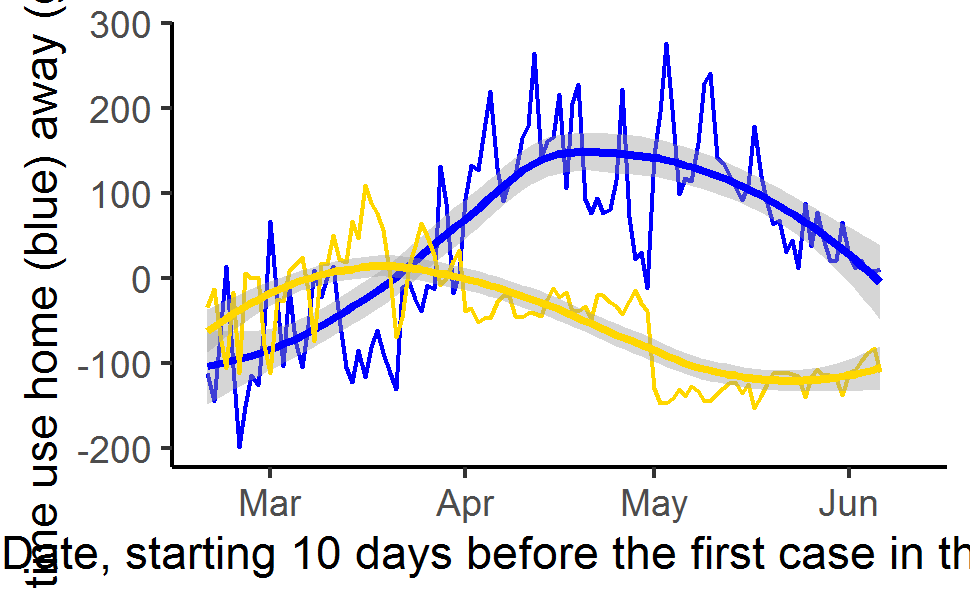 time use home (blue) away (
300
200
100
0
-100
-200
Mar Apr May Jun
Date, starting 10 days before the first case in th